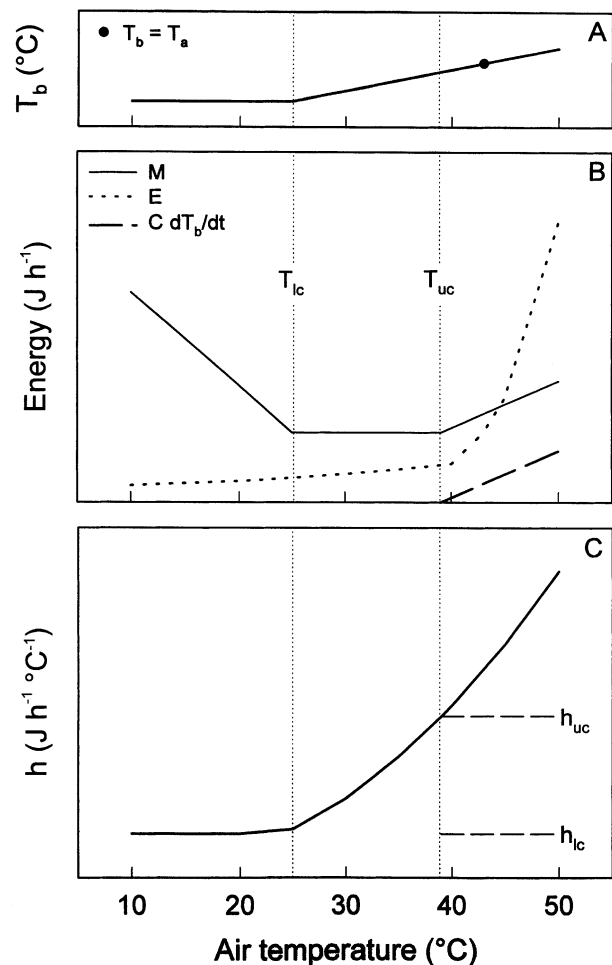 A
● T_b = T_a
T_b (°C)
B
M
E
C dT_b/dt
T_lc
T_uc
Energy (J h⁻¹)
C
h_uc
h_lc
h (J h⁻¹ °C⁻¹)
10 20 30 40 50
Air temperature (°C)